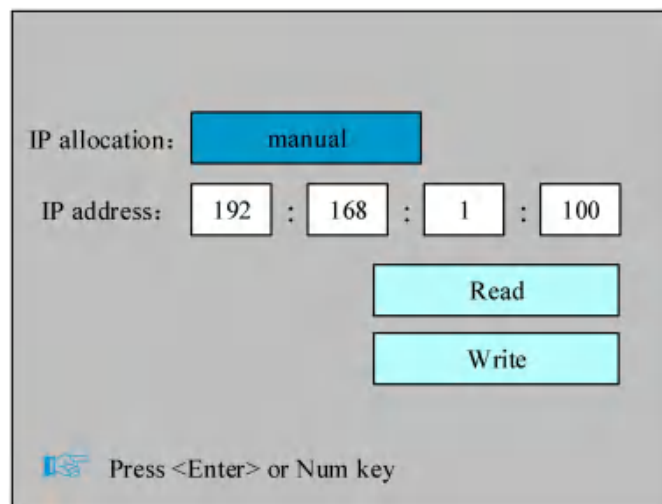 IP allocation: manual
IP address: 192 : 168 : 1 : 100
Read
Write
Press <Enter> or Num key